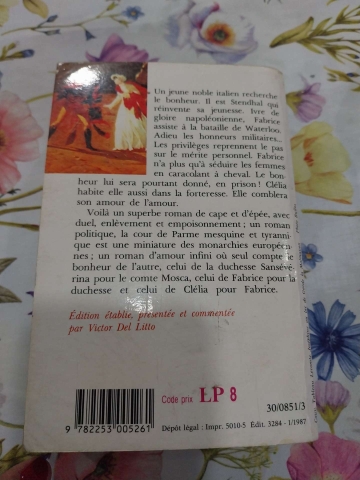 Un jeune noble italien recherche
le bonheur. Il est Stendhal qui
réinvente sa jeunesse. Ivre de
gloire napoléonienne, Fabrice
assiste à la bataille de Waterloo.
Adieu les honneurs militaires...
Les privilèges reprennent le pas
sur le mérite personnel. Fabrice
n'a plus qu'à séduire les femmes
en caracolant à cheval. Le bon-
heur lui sera pourtant donné, en prison ! Clélia
habite elle aussi dans la forteresse. Elle comblera
son amour de l'amour.
Voilà un superbe roman de cape et d'épée, avec
duel, enlèvement et empoisonnement ; un roman
politique, la cour de Parme mesquine et tyranni-
que est une miniature des monarchies européen-
nes ; un roman d'amour infini où seul compte le
bonheur de l'autre, celui de la duchesse Sansévé-
rina pour le comte Mosca, celui de Fabrice pour la
duchesse et celui de Clélia pour Fabrice.
Édition établie, présentée et commentée
par Victor Del Litto
Code prix LP 8
9 782253 005261
30/0851/3
Dépôt légal : Impr. 5010-5 Édit. 3284 - 1/1987